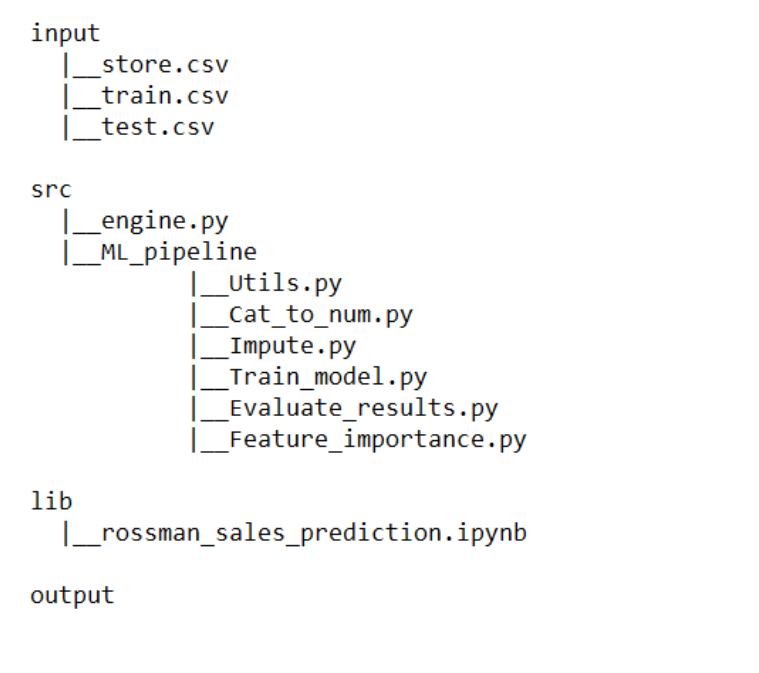 input
  |__store.csv
  |__train.csv
  |__test.csv

src
  |__engine.py
  |__ML_pipeline
           |__Utils.py
           |__Cat_to_num.py
           |__Impute.py
           |__Train_model.py
           |__Evaluate_results.py
           |__Feature_importance.py

lib
  |__rossman_sales_prediction.ipynb

output